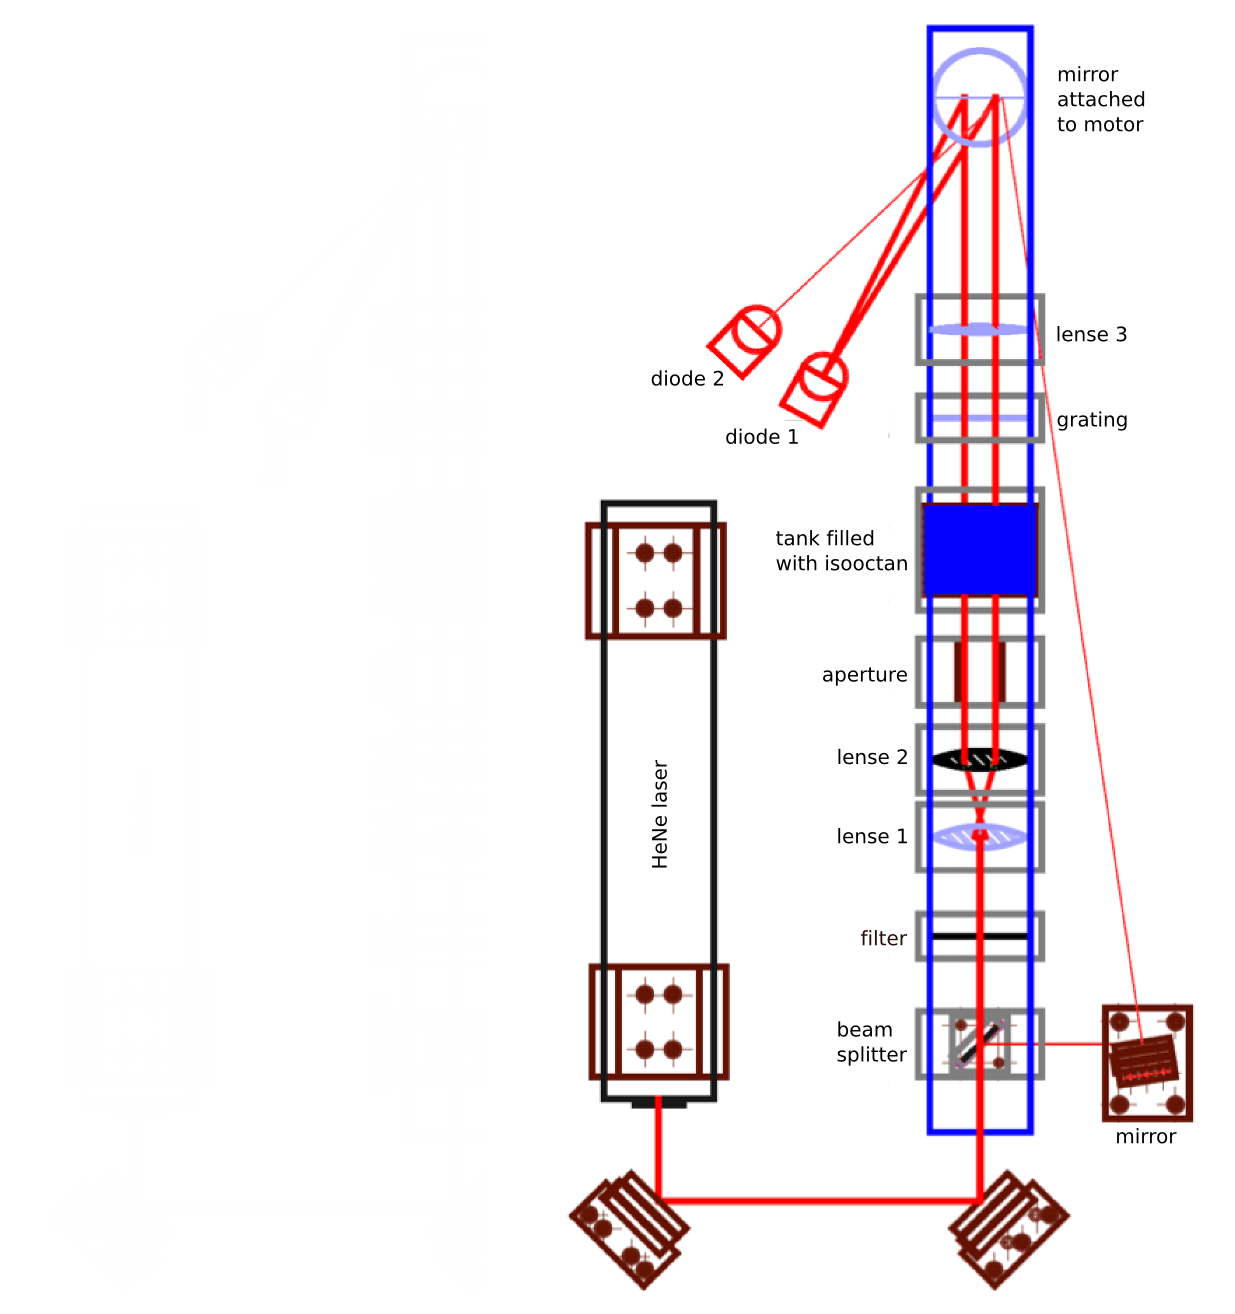 mirror
attached
to motor
lense 3
diode 2
grating
diode 1
tank filled
with isooctan
aperture
lense 2
HeNe laser
lense 1
filter
beam
splitter
mirror